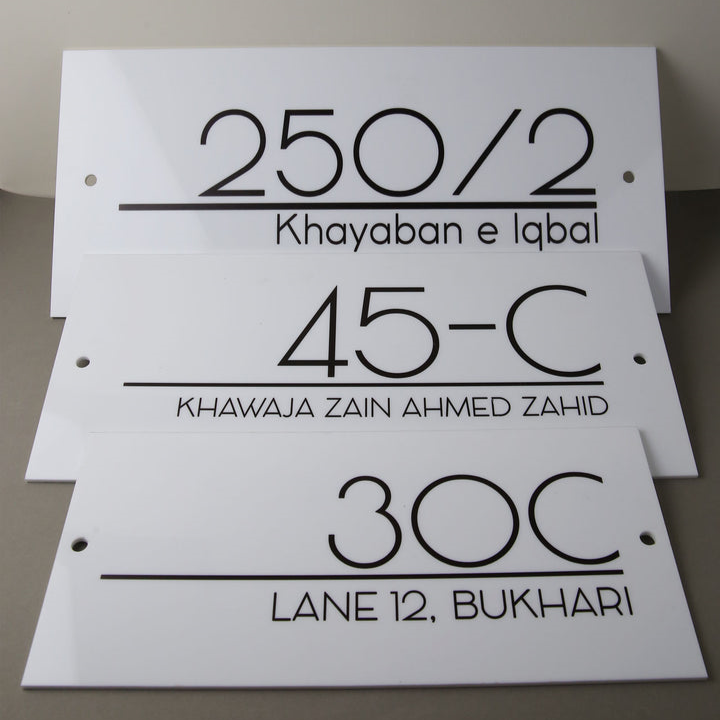 250/2
Khayaban e Iqbal
45-C
KHAWAJA ZAIN AHMED ZAHID
30C
LANE 12, BUKHARI